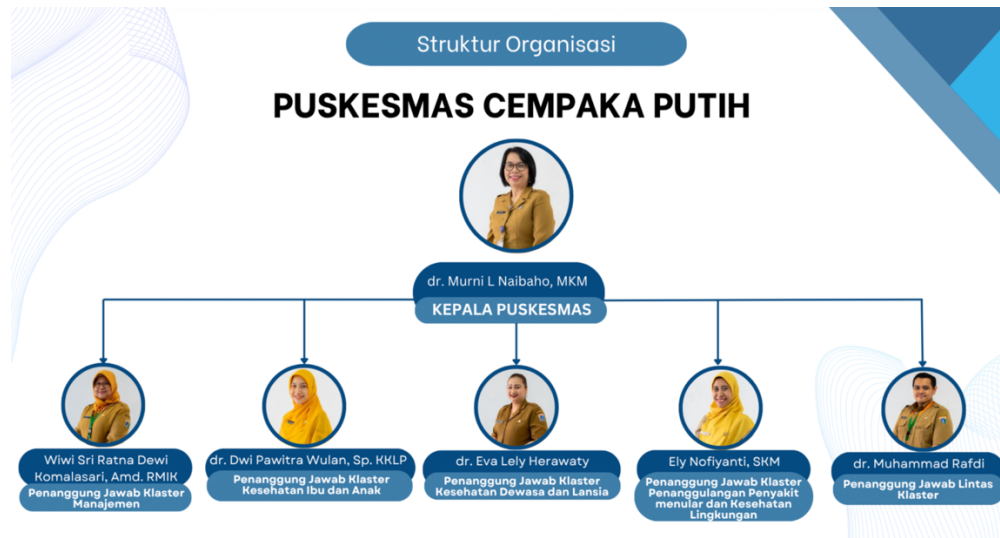 Struktur Organisasi
PUSKESMAS CEMPAKA PUTIH
dr. Murni L Naibaho, MKM
KEPALA PUSKESMAS
Wiwi Sri Ratna Dewi
Komalasari, Amd. RMIK
Penanggung Jawab Klaster
Manajemen
dr. Dwi Pawitra Wulan, Sp. KKLP
Penanggung Jawab Klaster
Kesehatan Ibu dan Anak
dr. Eva Lely Herawaty
Penanggung Jawab Klaster
Kesehatan Dewasa dan Lansia
Ely Nofiyanti, SKM
Penanggung Jawab Klaster
Penanggulangan Penyakit
menular dan Kesehatan
Lingkungan
dr. Muhammad Rafdi
Penanggung Jawab Lintas
Klaster